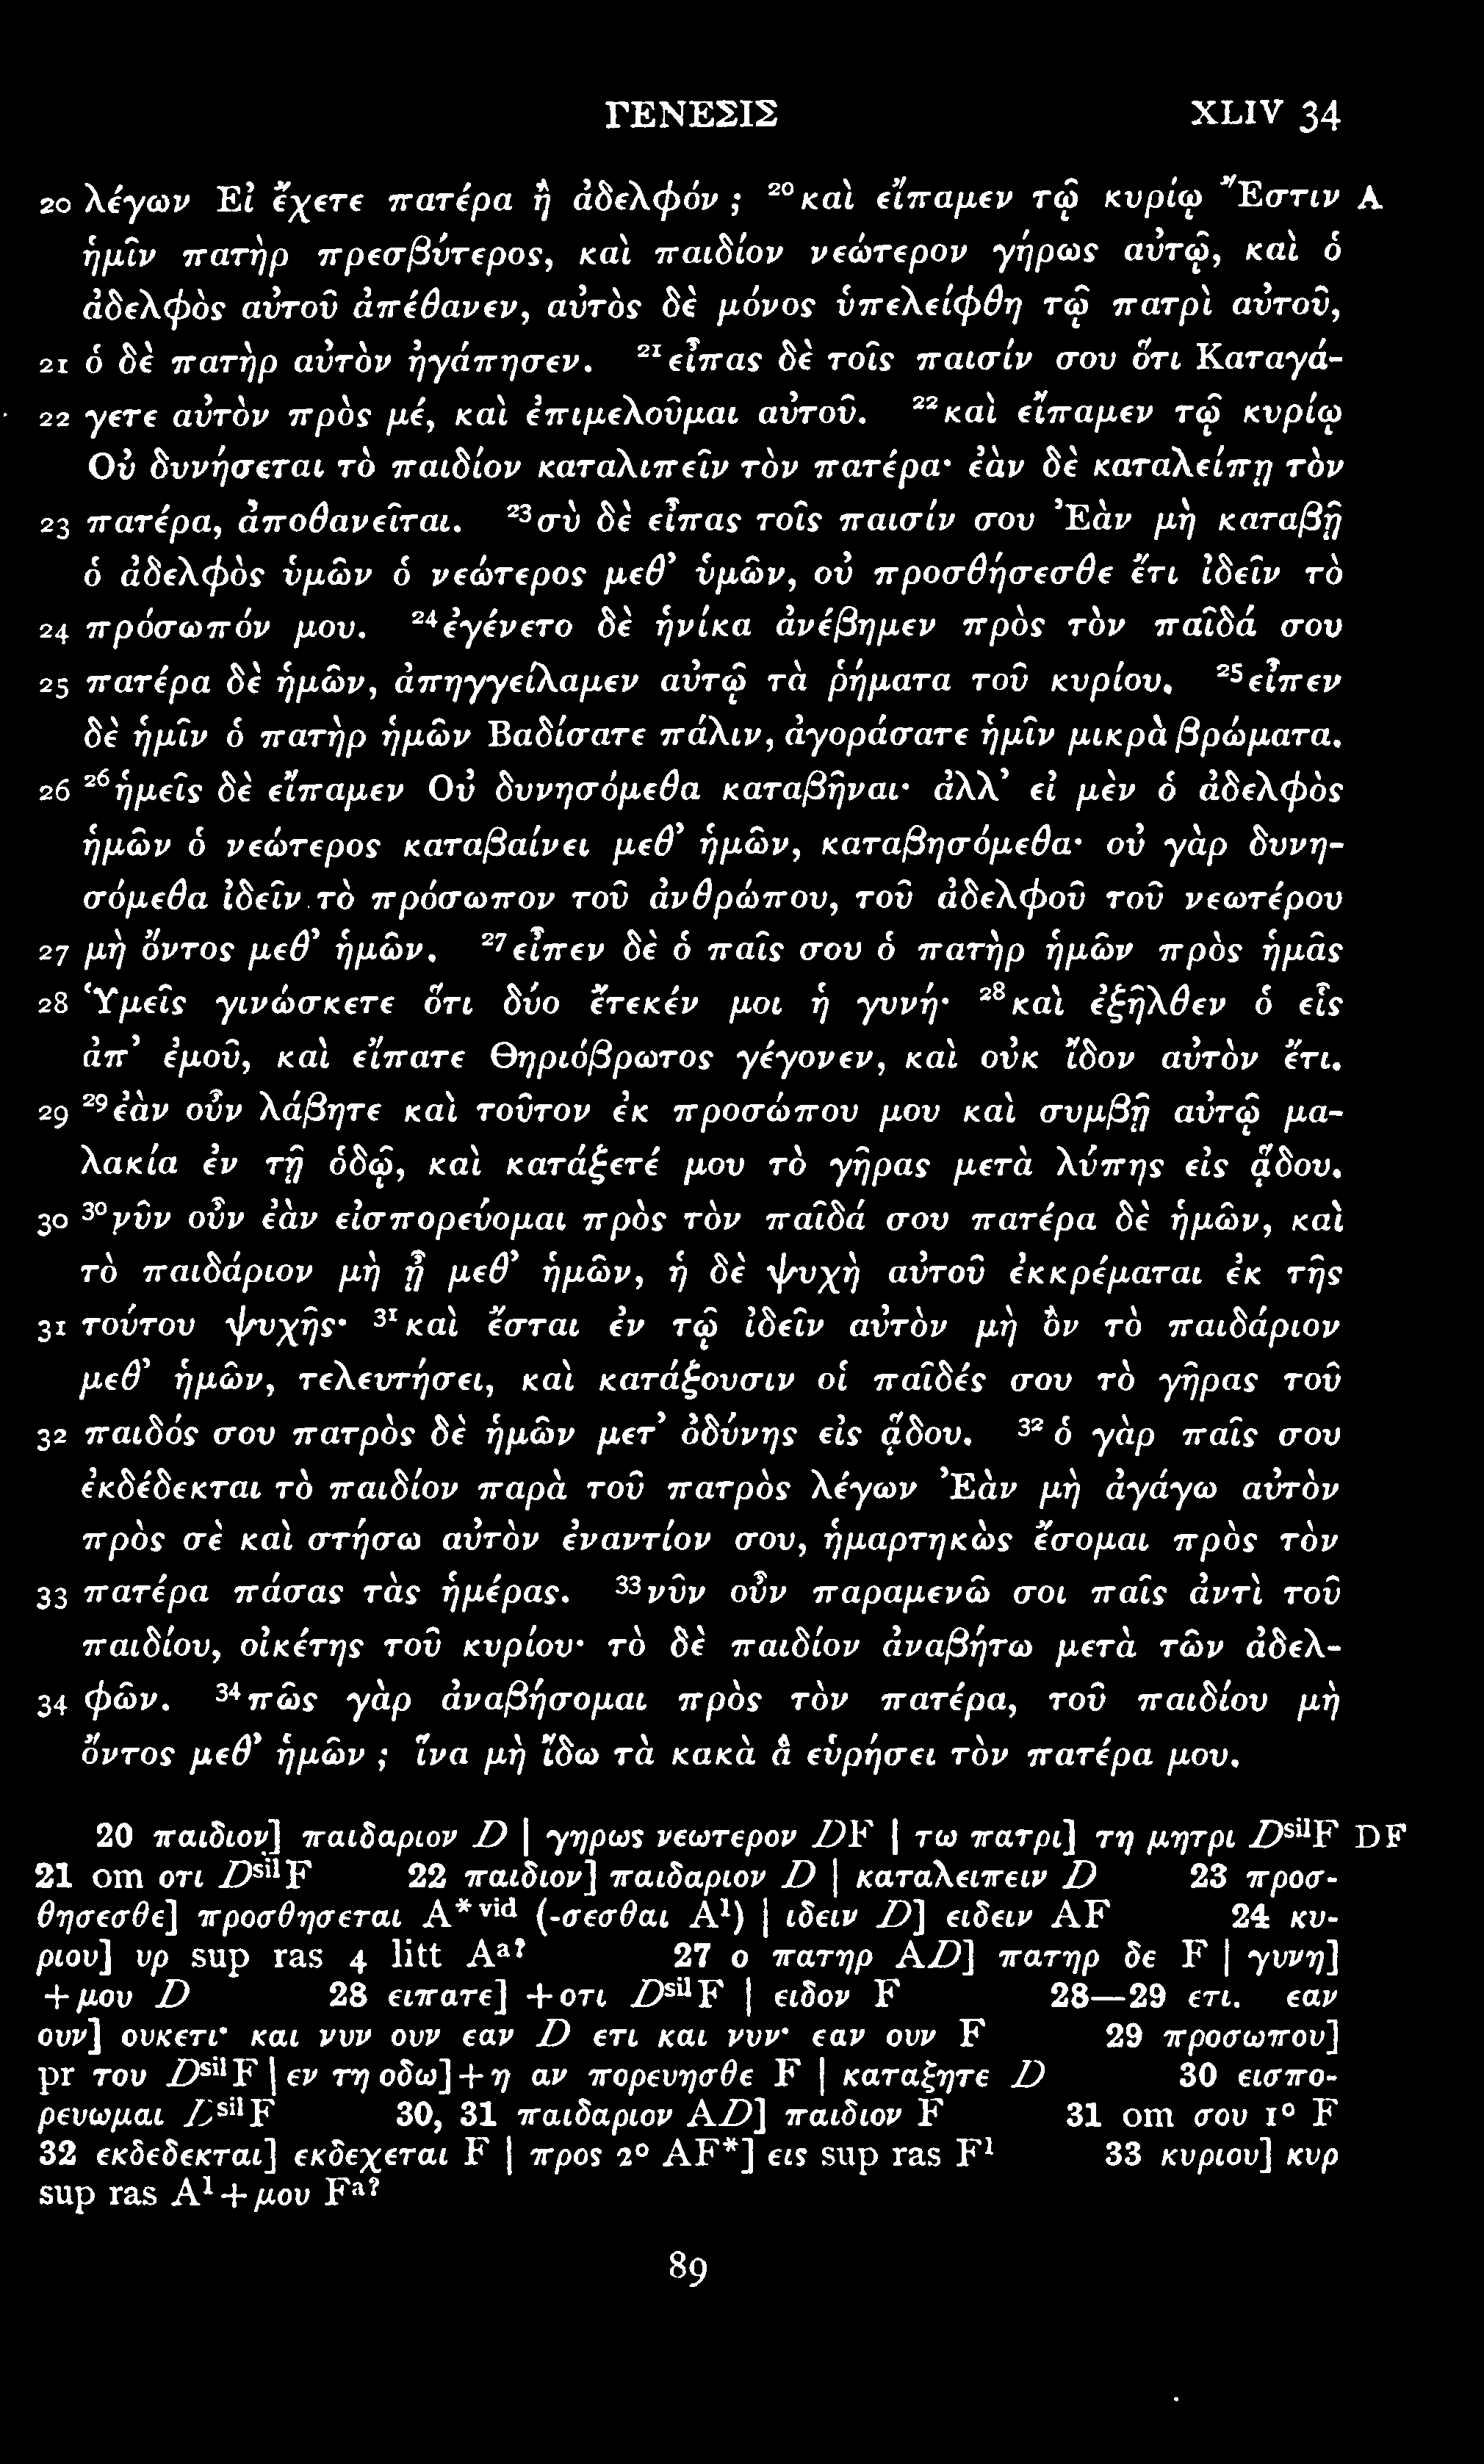 ΓΕΝΕΣΙΣ XLIV 34
20 λέγων Εἰ ἔχετε πατέρα ἢ ἀδελφόν ; ²⁰καὶ εἴπαμεν τῷ κυρίῳ Ἔστιν A
ἡμῖν πατὴρ πρεσβύτερος, καὶ παιδίον νεώτερον γήρως αὐτῷ, καὶ ὁ
ἀδελφὸς αὐτοῦ ἀπέθανεν, αὐτὸς δὲ μόνος ὑπελείφθη τῷ πατρὶ αὐτοῦ,
21 ὁ δὲ πατὴρ αὐτὸν ἠγάπησεν. ²¹εἶπας δὲ τοῖς παισίν σου ὅτι Καταγά-
22 γετε αὐτὸν πρὸς μέ, καὶ ἐπιμελοῦμαι αὐτοῦ. ²²καὶ εἴπαμεν τῷ κυρίῳ
Οὐ δυνήσεται τὸ παιδίον καταλιπεῖν τὸν πατέρα· ἐὰν δὲ καταλείπῃ τὸν
23 πατέρα, ἀποθανεῖται. ²³σὺ δὲ εἶπας τοῖς παισίν σου Ἐὰν μὴ καταβῇ
ὁ ἀδελφὸς ὑμῶν ὁ νεώτερος μεθ’ ὑμῶν, οὐ προσθήσεσθε ἔτι ἰδεῖν τὸ
24 πρόσωπόν μου. ²⁴ἐγένετο δὲ ἡνίκα ἀνέβημεν πρὸς τὸν παῖδά σου
25 πατέρα δὲ ἡμῶν, ἀπηγγείλαμεν αὐτῷ τὰ ῥήματα τοῦ κυρίου. ²⁵εἶπεν
δὲ ἡμῖν ὁ πατὴρ ἡμῶν Βαδίσατε πάλιν, ἀγοράσατε ἡμῖν μικρὰ βρώματα.
26 ²⁶ἡμεῖς δὲ εἴπαμεν Οὐ δυνησόμεθα καταβῆναι· ἀλλ’ εἰ μὲν ὁ ἀδελφὸς
ἡμῶν ὁ νεώτερος καταβαίνει μεθ’ ἡμῶν, καταβησόμεθα· οὐ γὰρ δυνη-
σόμεθα ἰδεῖν τὸ πρόσωπον τοῦ ἀνθρώπου, τοῦ ἀδελφοῦ τοῦ νεωτέρου
27 μὴ ὄντος μεθ’ ἡμῶν. ²⁷εἶπεν δὲ ὁ παῖς σου ὁ πατὴρ ἡμῶν πρὸς ἡμᾶς
28 Ὑμεῖς γινώσκετε ὅτι δύο ἔτεκέν μοι ἡ γυνή· ²⁸καὶ ἐξῆλθεν ὁ εἷς
ἀπ’ ἐμοῦ, καὶ εἴπατε Θηριόβρωτος γέγονεν, καὶ οὐκ ἴδον αὐτὸν ἔτι.
29 ²⁹ἐὰν οὖν λάβητε καὶ τοῦτον ἐκ προσώπου μου καὶ συμβῇ αὐτῷ μα-
λακία ἐν τῇ ὁδῷ, καὶ κατάξετέ μου τὸ γῆρας μετὰ λύπης εἰς ᾅδου.
30 ³⁰νῦν οὖν ἐὰν εἰσπορεύομαι πρὸς τὸν παῖδά σου πατέρα δὲ ἡμῶν, καὶ
τὸ παιδάριον μὴ ᾖ μεθ’ ἡμῶν, ἡ δὲ ψυχὴ αὐτοῦ ἐκκρέμαται ἐκ τῆς
31 τούτου ψυχῆς· ³¹καὶ ἔσται ἐν τῷ ἰδεῖν αὐτὸν μὴ ὂν τὸ παιδάριον
μεθ’ ἡμῶν, τελευτήσει, καὶ κατάξουσιν οἱ παῖδές σου τὸ γῆρας τοῦ
32 παιδός σου πατρὸς δὲ ἡμῶν μετ’ ὀδύνης εἰς ᾅδου. ³²ὁ γὰρ παῖς σου
ἐκδέδεκται τὸ παιδίον παρὰ τοῦ πατρὸς λέγων Ἐὰν μὴ ἀγάγω αὐτὸν
πρὸς σὲ καὶ στήσω αὐτὸν ἐναντίον σου, ἡμαρτηκὼς ἔσομαι πρὸς τὸν
33 πατέρα πάσας τὰς ἡμέρας. ³³νῦν οὖν παραμενῶ σοι παῖς ἀντὶ τοῦ
παιδίου, οἰκέτης τοῦ κυρίου· τὸ δὲ παιδίον ἀναβήτω μετὰ τῶν ἀδελ-
34 φῶν. ³⁴πῶς γὰρ ἀναβήσομαι πρὸς τὸν πατέρα, τοῦ παιδίου μὴ
ὄντος μεθ’ ἡμῶν ; ἵνα μὴ ἴδω τὰ κακὰ ἃ εὑρήσει τὸν πατέρα μου.
20 παιδιον] παιδαριον D | γηρως νεωτερον DF | τω πατρι] τη μητρι DsilF DF
21 om οτι DsilF 22 παιδιον] παιδαριον D | καταλειπειν D 23 προσ-
θησεσθε] προσθησεται A*vid (-σεσθαι A¹) | ιδειν D] ειδειν AF 24 κυ-
ριου] υρ sup ras 4 litt Aa? 27 ο πατηρ AD] πατηρ δε F | γυνη]
+μου D 28 ειπατε] +οτι DsilF | ειδον F 28—29 ετι. εαν
ουν] ουκετι· και νυν ουν εαν D ετι και νυν· εαν ουν F 29 προσωπου]
pr του DsilF | εν τη οδω]+η αν πορευησθε F | καταξητε D 30 εισπο-
ρευωμαι DsilF 30, 31 παιδαριον AD] παιδιον F 31 om σου 1° F
32 εκδεδεκται] εκδεχεται F | προς 2° AF*] εις sup ras F¹ 33 κυριου] κυρ
sup ras A¹+μου Fa?
89